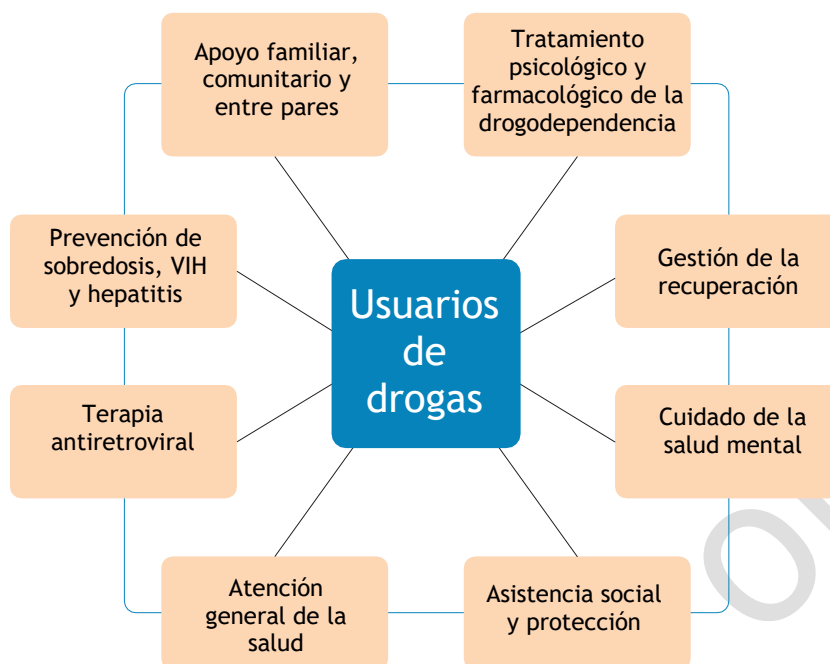 Apoyo familiar,
comunitario y
entre pares
Tratamiento
psicológico y
farmacológico de la
drogodependencia
Prevención de
sobredosis, VIH
y hepatitis
Gestión de la
recuperación
Usuarios
de
drogas
Terapia
antiretroviral
Cuidado de la
salud mental
Atención
general de la
salud
Asistencia social
y protección